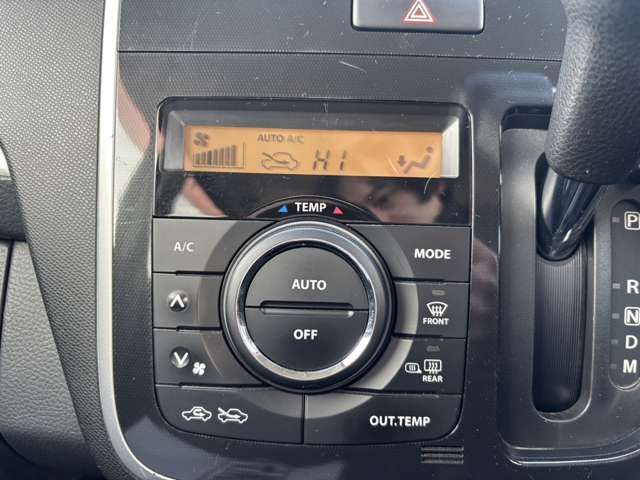 AUTO A/C
HI
TEMP
A/C
MODE
AUTO
OFF
FRONT
REAR
OUT.TEMP
P
R
N
D
M